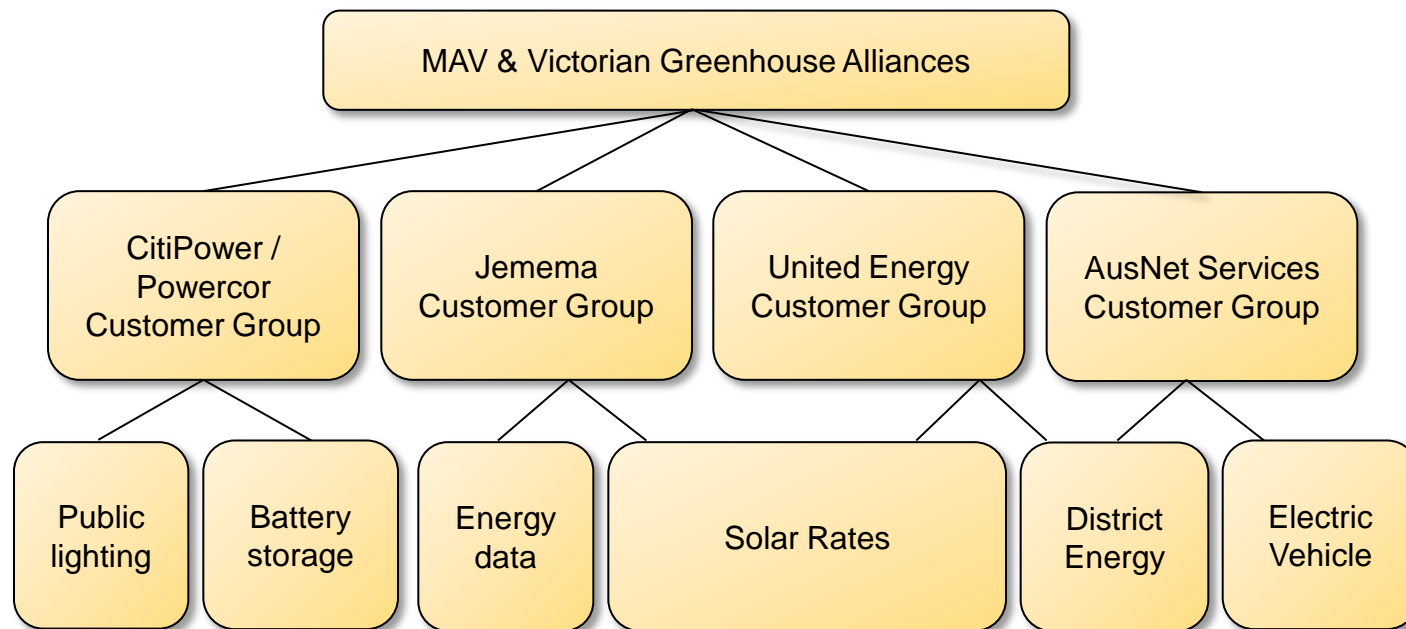 MAV & Victorian Greenhouse Alliances
CitiPower /
Powercor
Customer Group
Jemema
Customer Group
United Energy
Customer Group
AusNet Services
Customer Group
Public
lighting
Battery
storage
Energy
data
Solar Rates
District
Energy
Electric
Vehicle